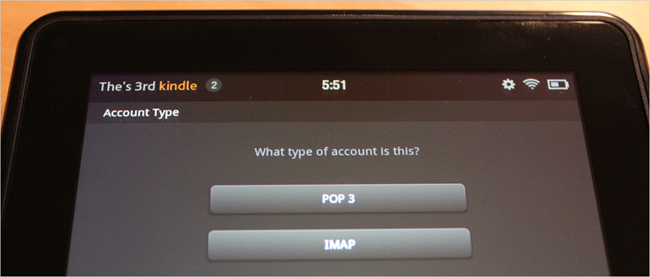 The's 3rd kindle 2 5:51
Account Type
What type of account is this?
POP 3
IMAP